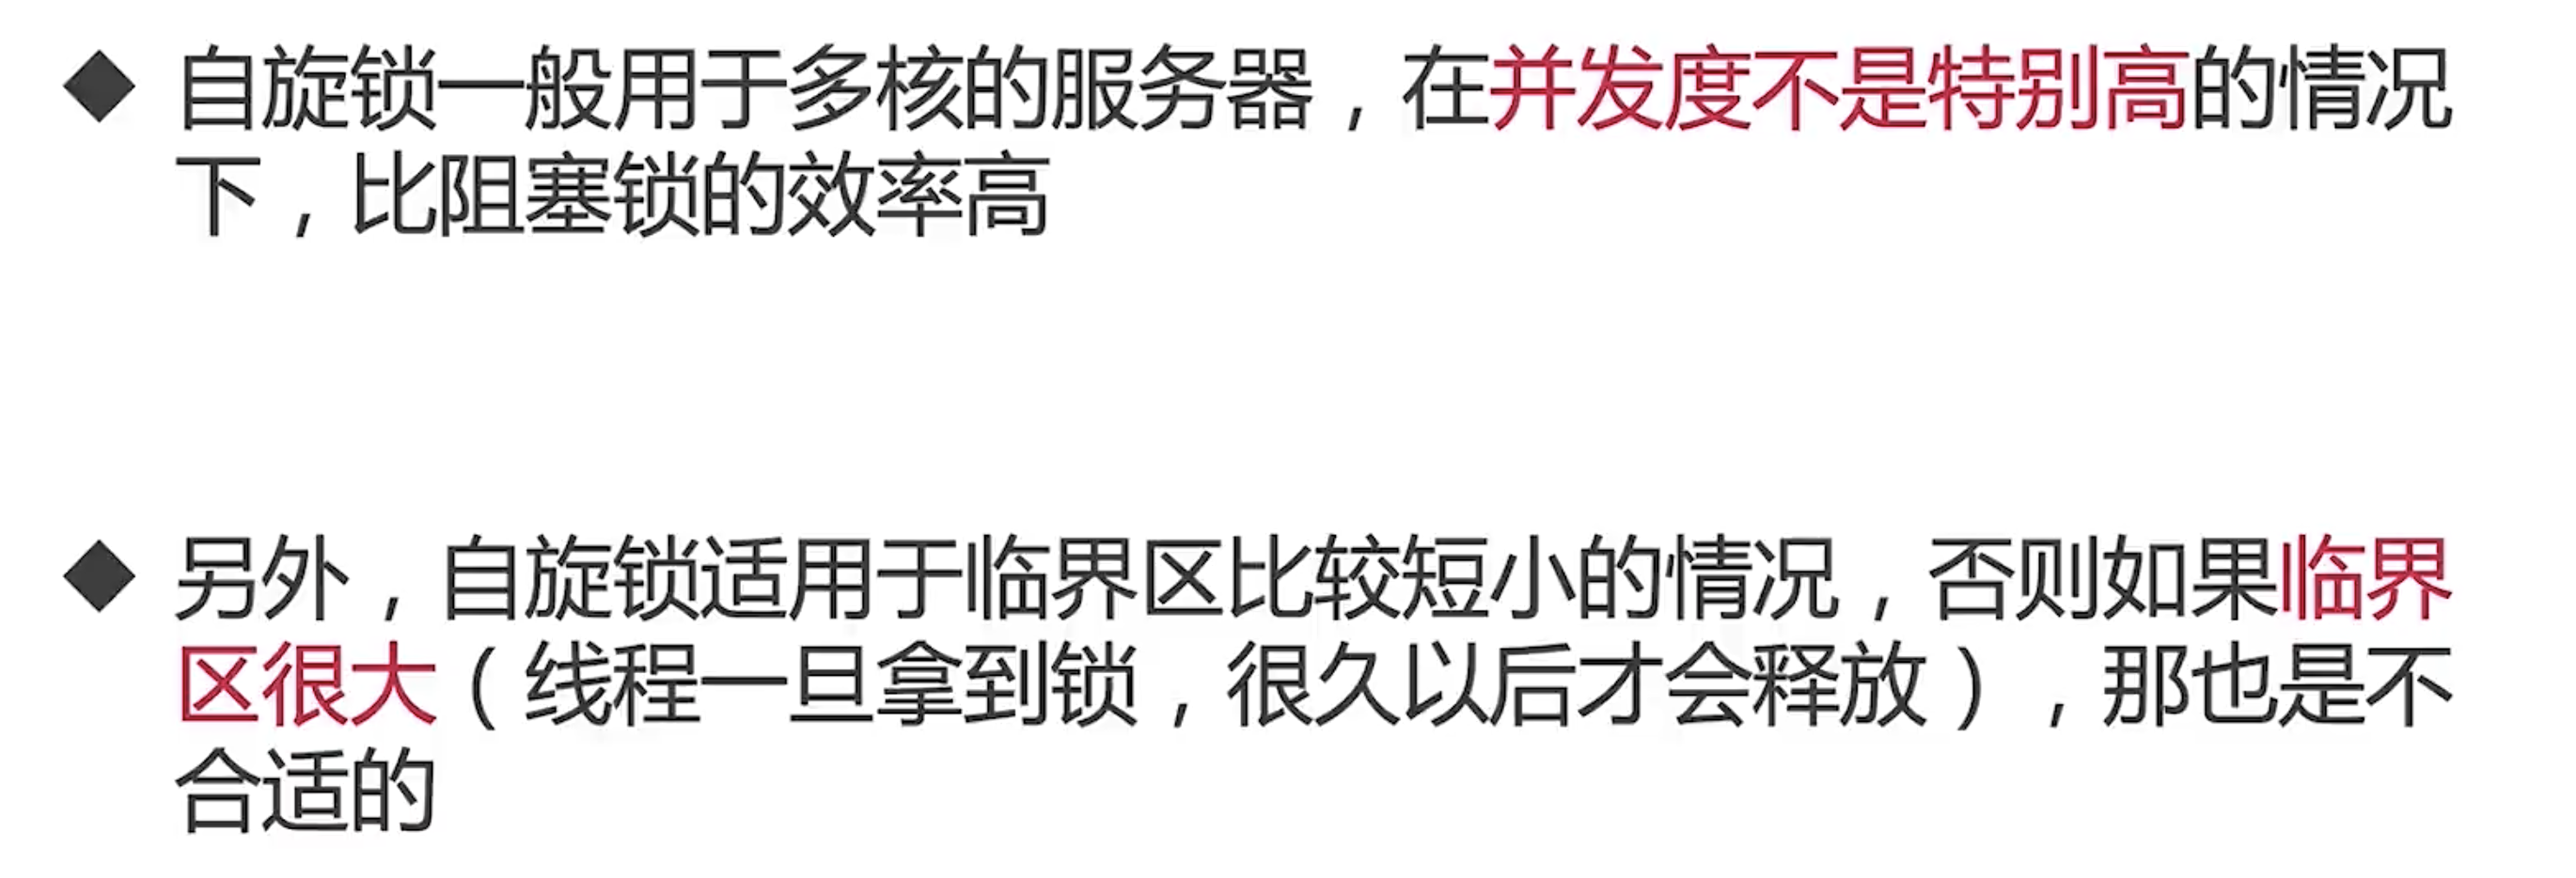 ◆ 自旋锁一般用于多核的服务器，在并发度不是特别高的情况
下，比阻塞锁的效率高
◆ 另外，自旋锁适用于临界区比较短小的情况，否则如果临界
区很大（线程一旦拿到锁，很久以后才会释放），那也是不
合适的